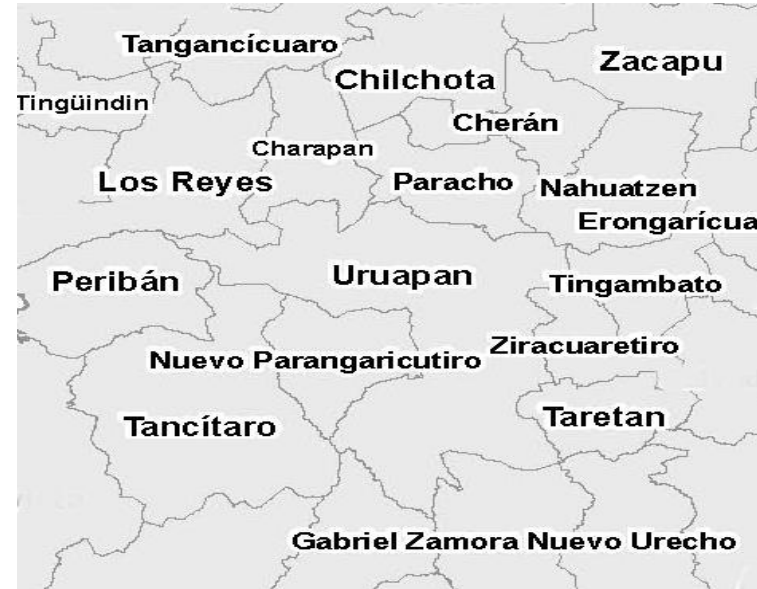 Tangancícuaro
Zacapu
Chilchota
Tingüindin
Cherán
Charapan
Los Reyes
Paracho
Nahuatzen
Erongarícua
Peribán
Uruapan
Tingambato
Nuevo Parangaricutiro
Ziracuaretiro
Taretan
Tancítaro
Gabriel Zamora
Nuevo Urecho